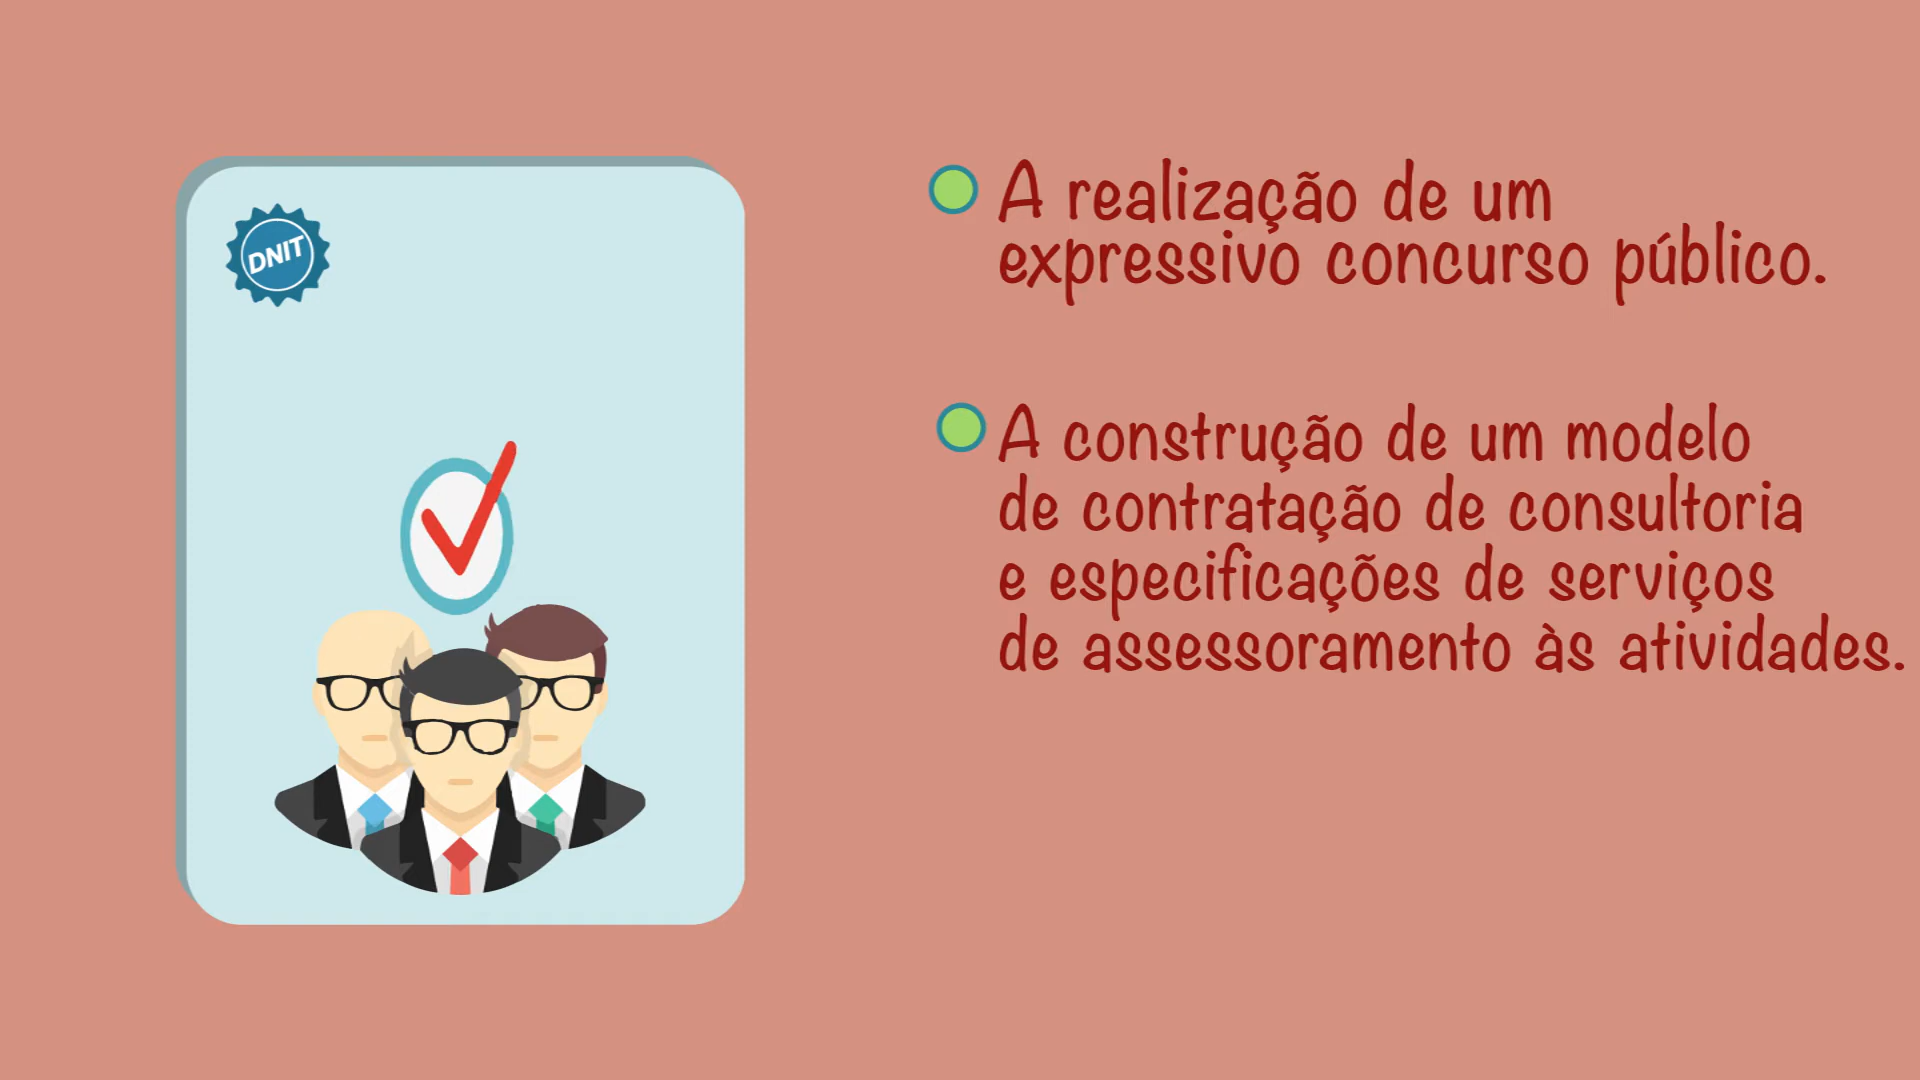 DNIT
A realização de um
expressivo concurso público.
A construção de um modelo
de contratação de consultoria
e especificações de serviços
de assessoramento às atividades.